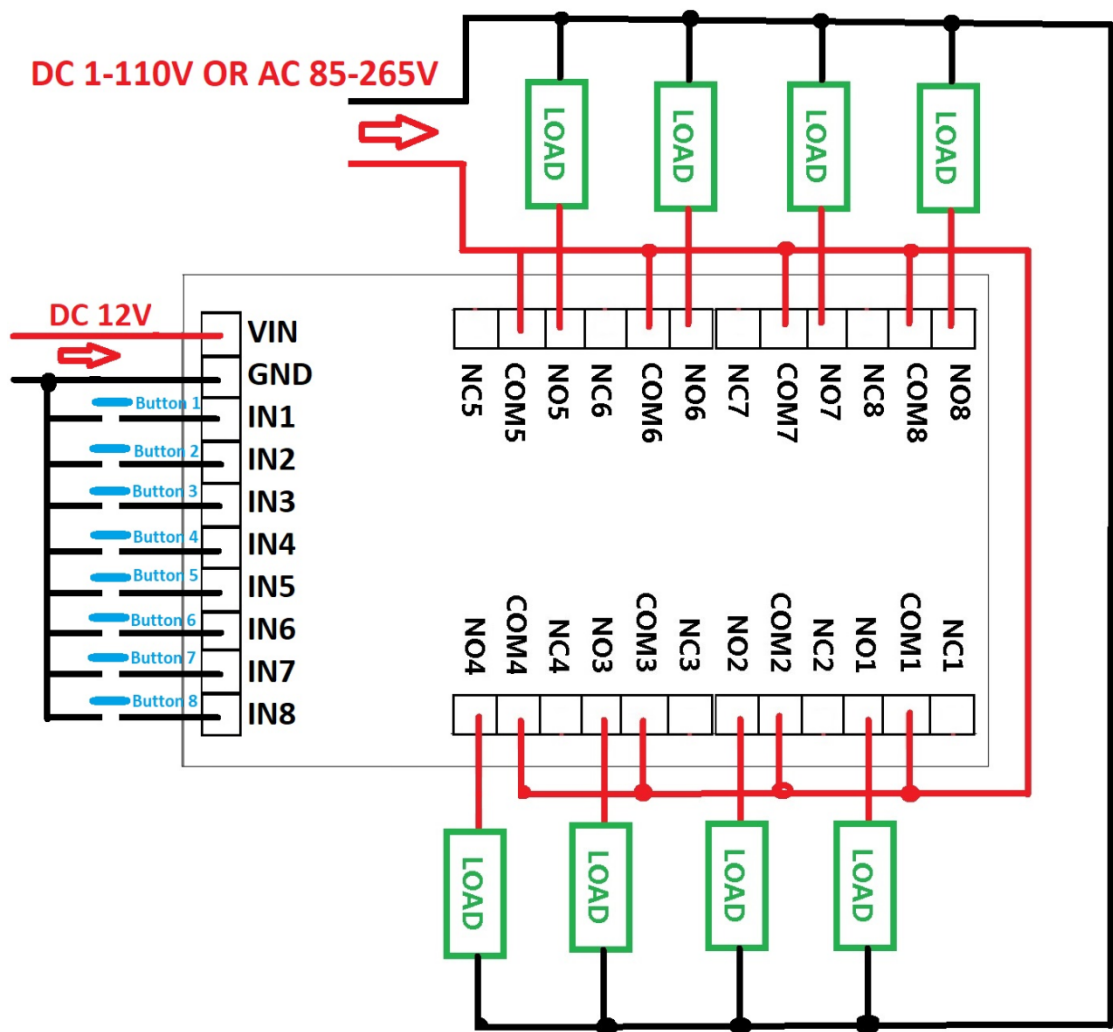 DC 1-110V OR AC 85-265V
LOAD
LOAD
LOAD
LOAD
DC 12V
VIN
GND
Button 1
IN1
Button 2
IN2
Button 3
IN3
Button 4
IN4
Button 5
IN5
Button 6
IN6
Button 7
IN7
Button 8
IN8
NC5
COM5
NO5
NC6
COM6
NO6
NC7
COM7
NO7
NC8
COM8
NO8
NO4
COM4
NC4
NO3
COM3
NC3
NO2
COM2
NC2
NO1
COM1
NC1
LOAD
LOAD
LOAD
LOAD